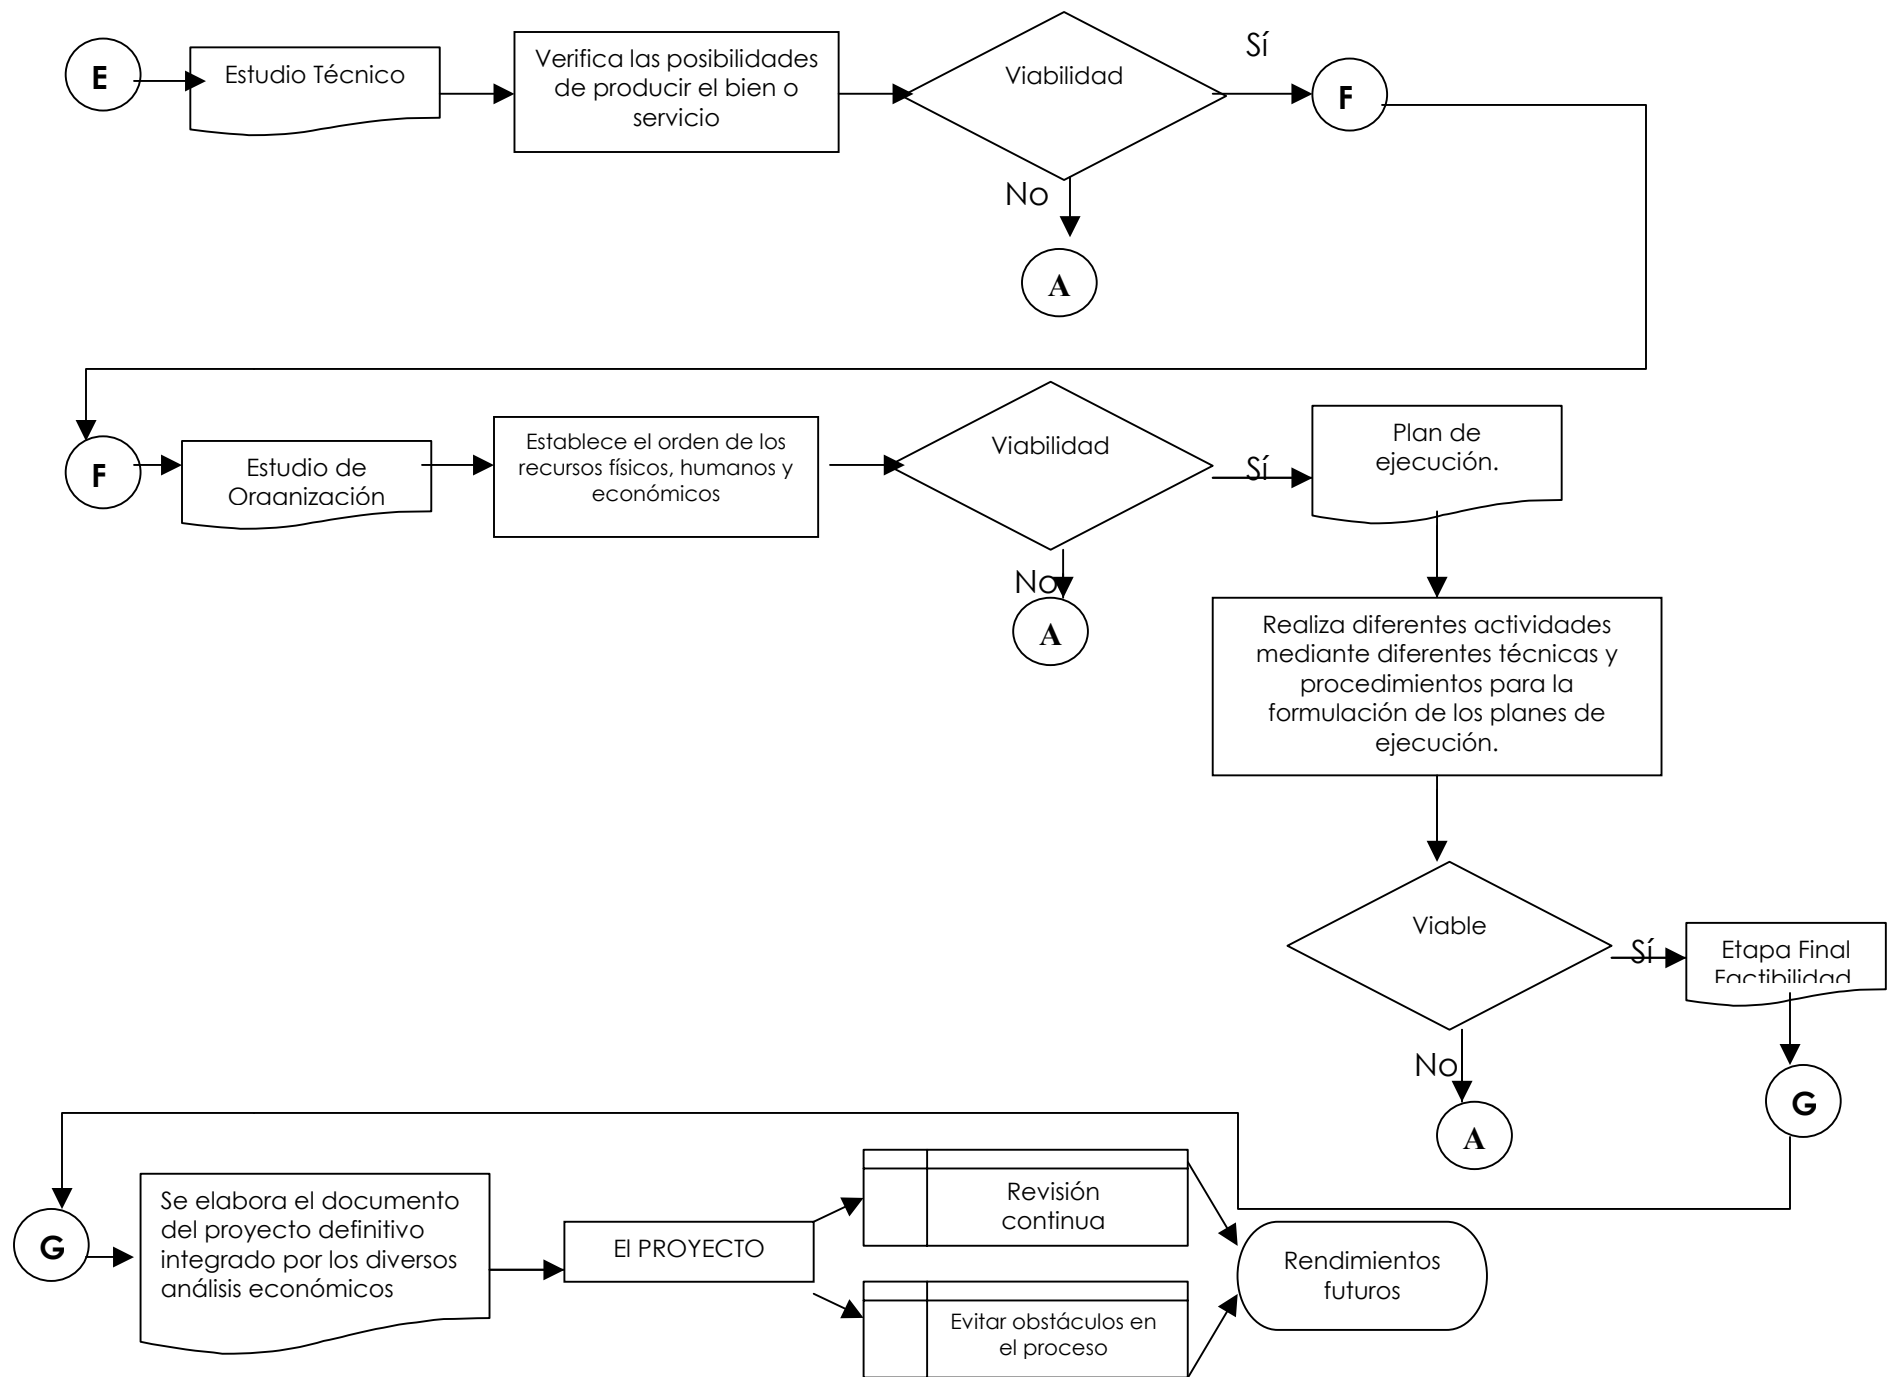 E
Estudio Técnico
Verifica las posibilidades
de producir el bien o
servicio
Viabilidad
Sí
F
No
A
F
Estudio de
Oraanización
Establece el orden de los
recursos físicos, humanos y
económicos
Viabilidad
Sí
Plan de
ejecución.
No
A
Realiza diferentes actividades
mediante diferentes técnicas y
procedimientos para la
formulación de los planes de
ejecución.
Viable
Sí
Etapa Final
Factibilidad
No
A
G
G
Se elabora el documento
del proyecto definitivo
integrado por los diversos
análisis económicos
El PROYECTO
Revisión
continua
Evitar obstáculos en
el proceso
Rendimientos
futuros